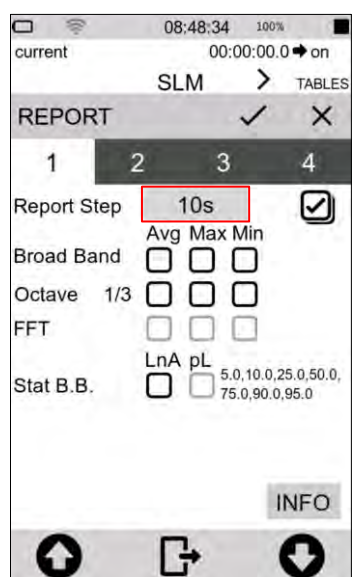 08:48:34 100%
current 00:00:00.0 → on
SLM > TABLES
REPORT
1 2 3 4
Report Step 10s
Avg Max Min
Broad Band
Octave 1/3
FFT
LnA pL
Stat B.B. 5.0,10.0,25.0,50.0,
75.0,90.0,95.0
INFO